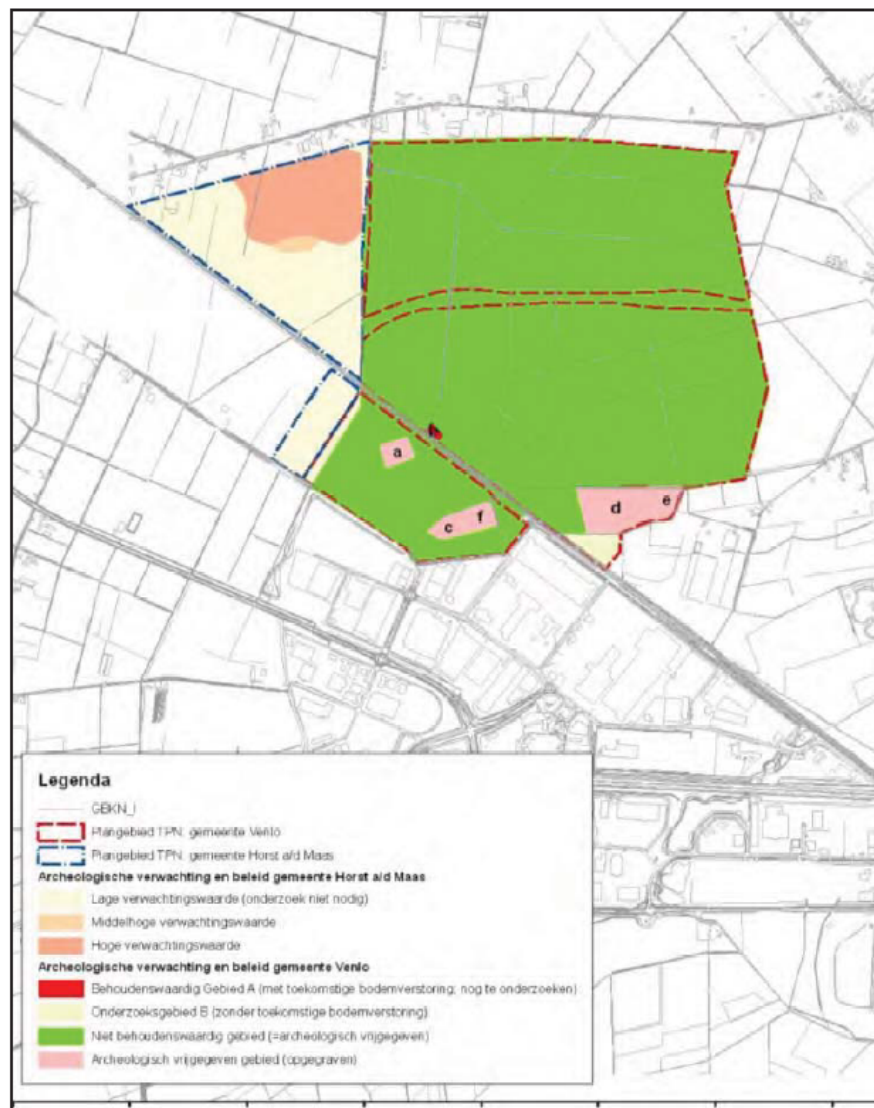 a
c
f
d
e
Legenda
GBKN_l
Plangebied TPN: gemeente Venlo
Plangebied TPN: gemeente Horst a/d Maas
Archeologische verwachting en beleid gemeente Horst a/d Maas
Lage verwachtingswaarde (onderzoek niet nodig)
Middelhoge verwachtingswaarde
Hoge verwachtingswaarde
Archeologische verwachting en beleid gemeente Venlo
Behoudenswaardig Gebied A (met toekomstige bodemverstoring; nog te onderzoeken)
Onderzoeksgebied B (zonder toekomstige bodemverstoring)
Niet behoudenswaardig gebied (=archeologisch vrijgegeven)
Archeologisch vrijgegeven gebied (opgegraven)